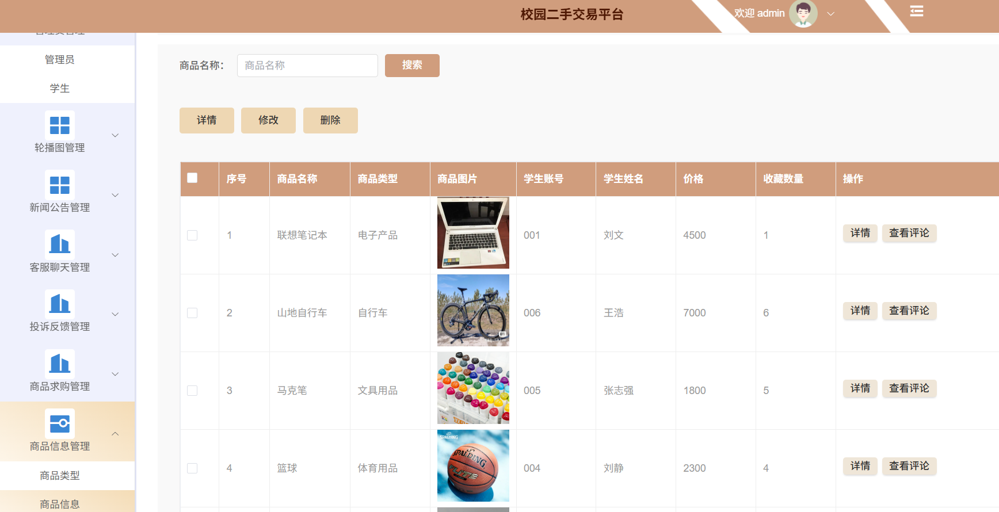 校园二手交易平台
欢迎 admin
管理员管理
管理员
学生
轮播图管理
新闻公告管理
客服聊天管理
投诉反馈管理
商品求购管理
商品信息管理
商品类型
商品信息
商品名称： 商品名称 搜索
详情 修改 删除
序号 商品名称 商品类型 商品图片 学生账号 学生姓名 价格 收藏数量 操作
1 联想笔记本 电子产品 001 刘文 4500 1 详情 查看评论
2 山地自行车 自行车 006 王浩 7000 6 详情 查看评论
3 马克笔 文具用品 005 张志强 1800 5 详情 查看评论
4 篮球 体育用品 004 刘静 2300 4 详情 查看评论
SPALDING
SPALDING
ELITE